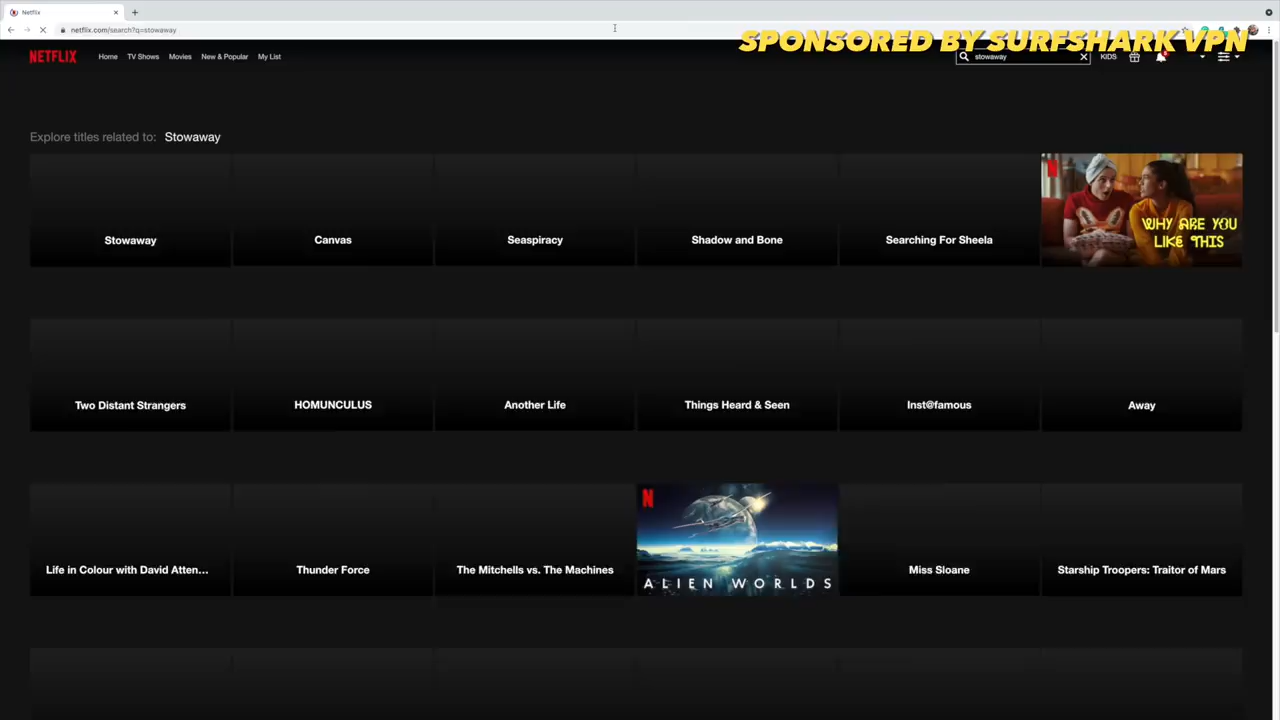 Netflix
netflix.com/search?q=stowaway
SPONSORED BY SURFSHARK VPN
NETFLIX
Home
TV Shows
Movies
New & Popular
My List
stowaway
KIDS
Explore titles related to: Stowaway
Stowaway
Canvas
Seaspiracy
Shadow and Bone
Searching For Sheela
N
WHY ARE YOU
LIKE THIS
Two Distant Strangers
HOMUNCULUS
Another Life
Things Heard & Seen
Inst@famous
Away
Life in Colour with David Atten...
Thunder Force
The Mitchells vs. The Machines
N
ALIEN WORLDS
Miss Sloane
Starship Troopers: Traitor of Mars